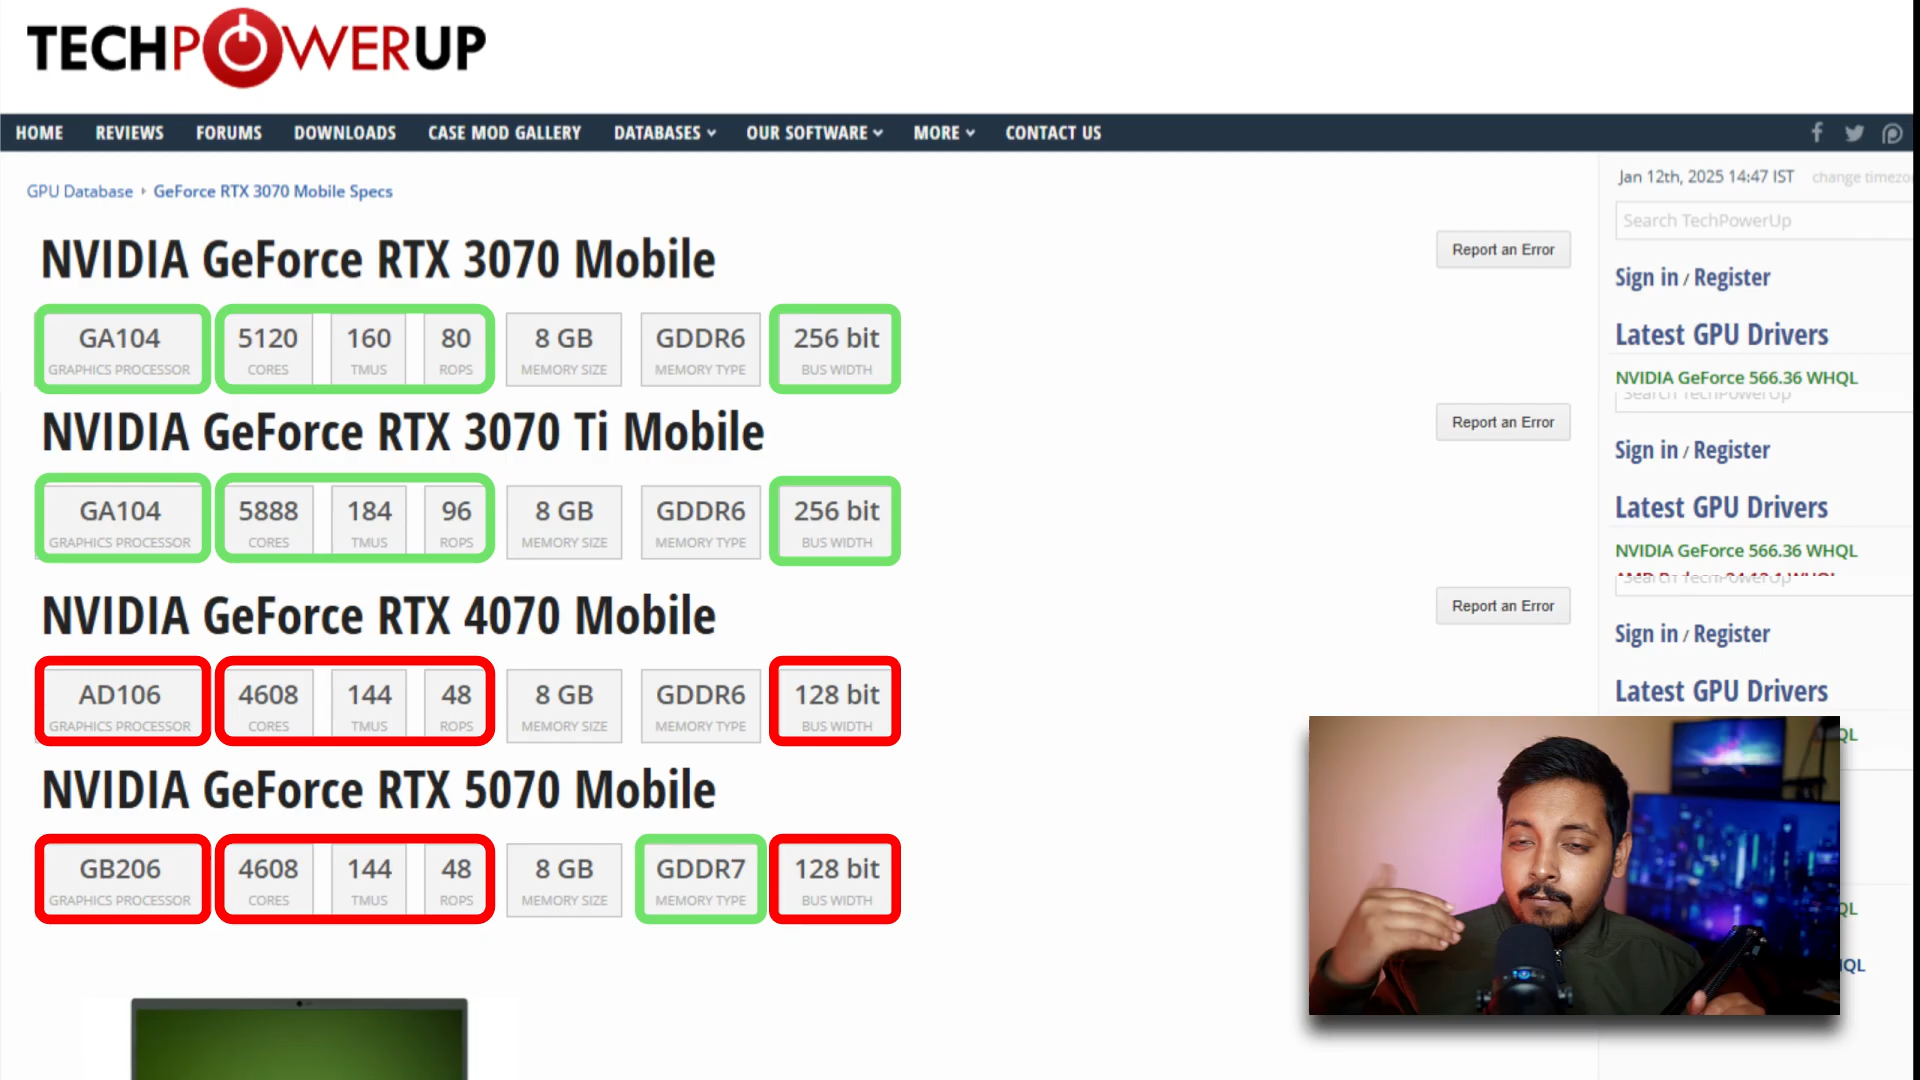 TECHPOWERUP
HOME REVIEWS FORUMS DOWNLOADS CASE MOD GALLERY DATABASES OUR SOFTWARE MORE CONTACT US
GPU Database GeForce RTX 3070 Mobile Specs
Jan 12th, 2025 14:47 IST change timezo
Search TechPowerUp
NVIDIA GeForce RTX 3070 Mobile
Report an Error
Sign in / Register
GA104 5120 160 80 8 GB GDDR6 256 bit
GRAPHICS PROCESSOR CORES TMUS ROPS MEMORY SIZE MEMORY TYPE BUS WIDTH
Latest GPU Drivers
NVIDIA GeForce 566.36 WHQL
Search TechPowerUp
NVIDIA GeForce RTX 3070 Ti Mobile
Report an Error
Sign in / Register
GA104 5888 184 96 8 GB GDDR6 256 bit
GRAPHICS PROCESSOR CORES TMUS ROPS MEMORY SIZE MEMORY TYPE BUS WIDTH
Latest GPU Drivers
NVIDIA GeForce 566.36 WHQL
Search TechPowerUp
NVIDIA GeForce RTX 4070 Mobile
Report an Error
Sign in / Register
AD106 4608 144 48 8 GB GDDR6 128 bit
GRAPHICS PROCESSOR CORES TMUS ROPS MEMORY SIZE MEMORY TYPE BUS WIDTH
Latest GPU Drivers
QL
NVIDIA GeForce RTX 5070 Mobile
GB206 4608 144 48 8 GB GDDR7 128 bit
GRAPHICS PROCESSOR CORES TMUS ROPS MEMORY SIZE MEMORY TYPE BUS WIDTH
QL
QL